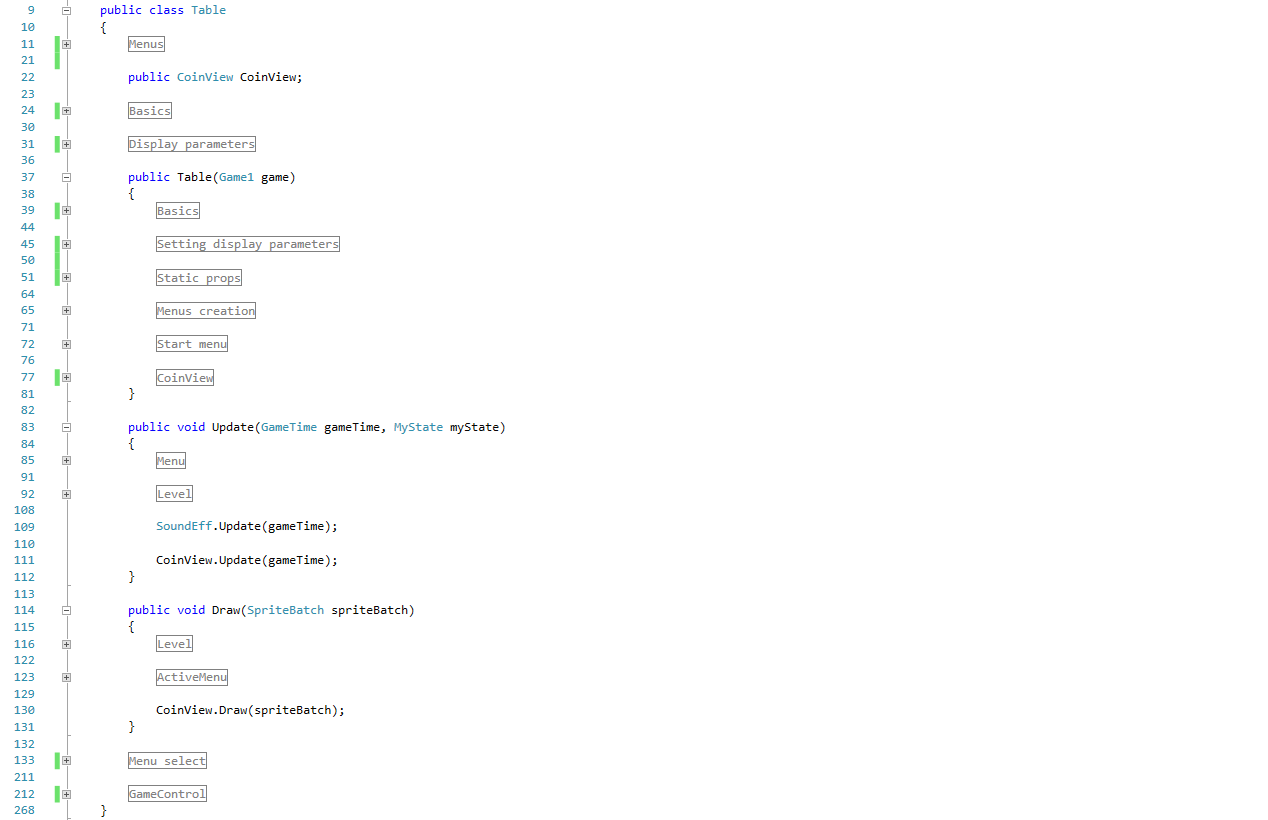 9 public class Table
10 {
11 Menus
21
22 public CoinView CoinView;
23
24 Basics
30
31 Display parameters
36
37 public Table(Game1 game)
38 {
39 Basics
44
45 Setting display parameters
50
51 Static props
64
65 Menus creation
71
72 Start menu
76
77 CoinView
81 }
82
83 public void Update(GameTime gameTime, MyState myState)
84 {
85 Menu
91
92 Level
108
109 SoundEff.Update(gameTime);
110
111 CoinView.Update(gameTime);
112 }
113
114 public void Draw(SpriteBatch spriteBatch)
115 {
116 Level
122
123 ActiveMenu
129
130 CoinView.Draw(spriteBatch);
131 }
132
133 Menu select
211
212 GameControl
268 }